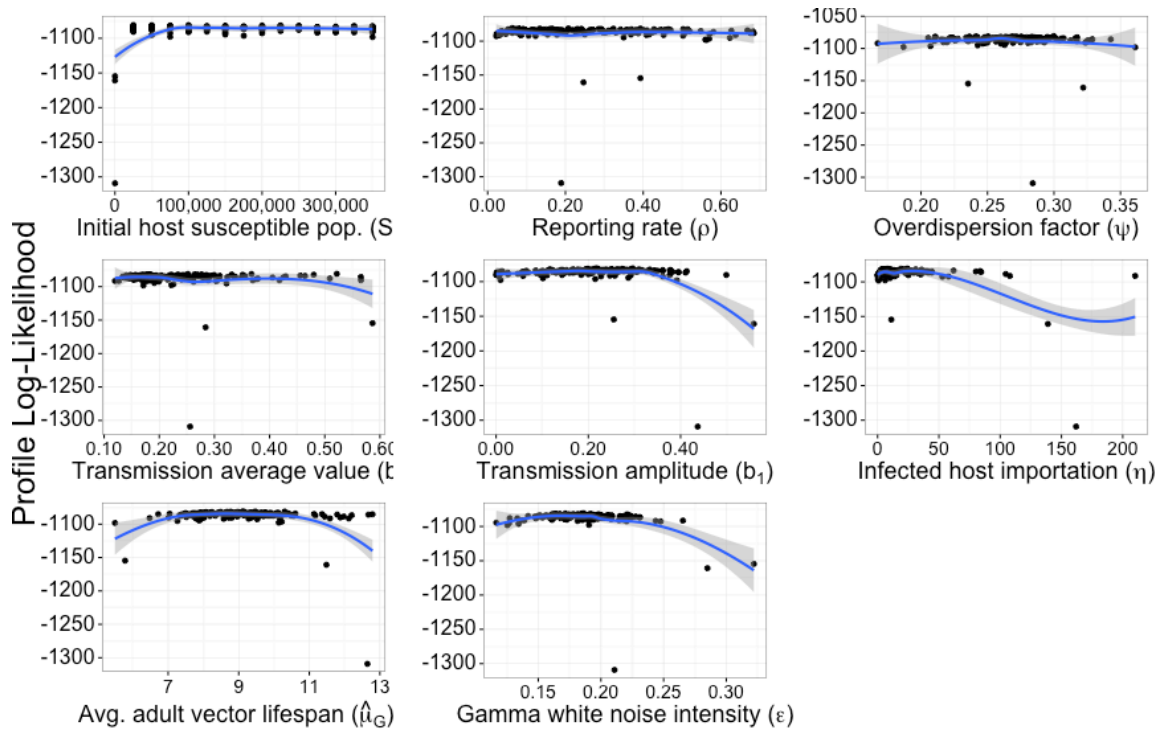 Profile Log-Likelihood
-1100
-1150
-1200
-1250
-1300
0 100,000 200,000 300,000
Initial host susceptible pop. (S
-1100
-1150
-1200
-1250
-1300
0.00 0.20 0.40 0.60
Reporting rate (ρ)
-1050
-1100
-1150
-1200
-1250
-1300
0.20 0.25 0.30 0.35
Overdispersion factor (ψ)
-1100
-1150
-1200
-1250
-1300
0.10 0.20 0.30 0.40 0.50 0.60
Transmission average value (b
-1100
-1150
-1200
-1250
-1300
0.00 0.20 0.40
Transmission amplitude (b₁)
-1100
-1150
-1200
-1250
-1300
0 50 100 150 200
Infected host importation (η)
-1100
-1150
-1200
-1250
-1300
7 9 11 13
Avg. adult vector lifespan (μ̂G)
-1100
-1150
-1200
-1250
-1300
0.15 0.20 0.25 0.30
Gamma white noise intensity (ε)